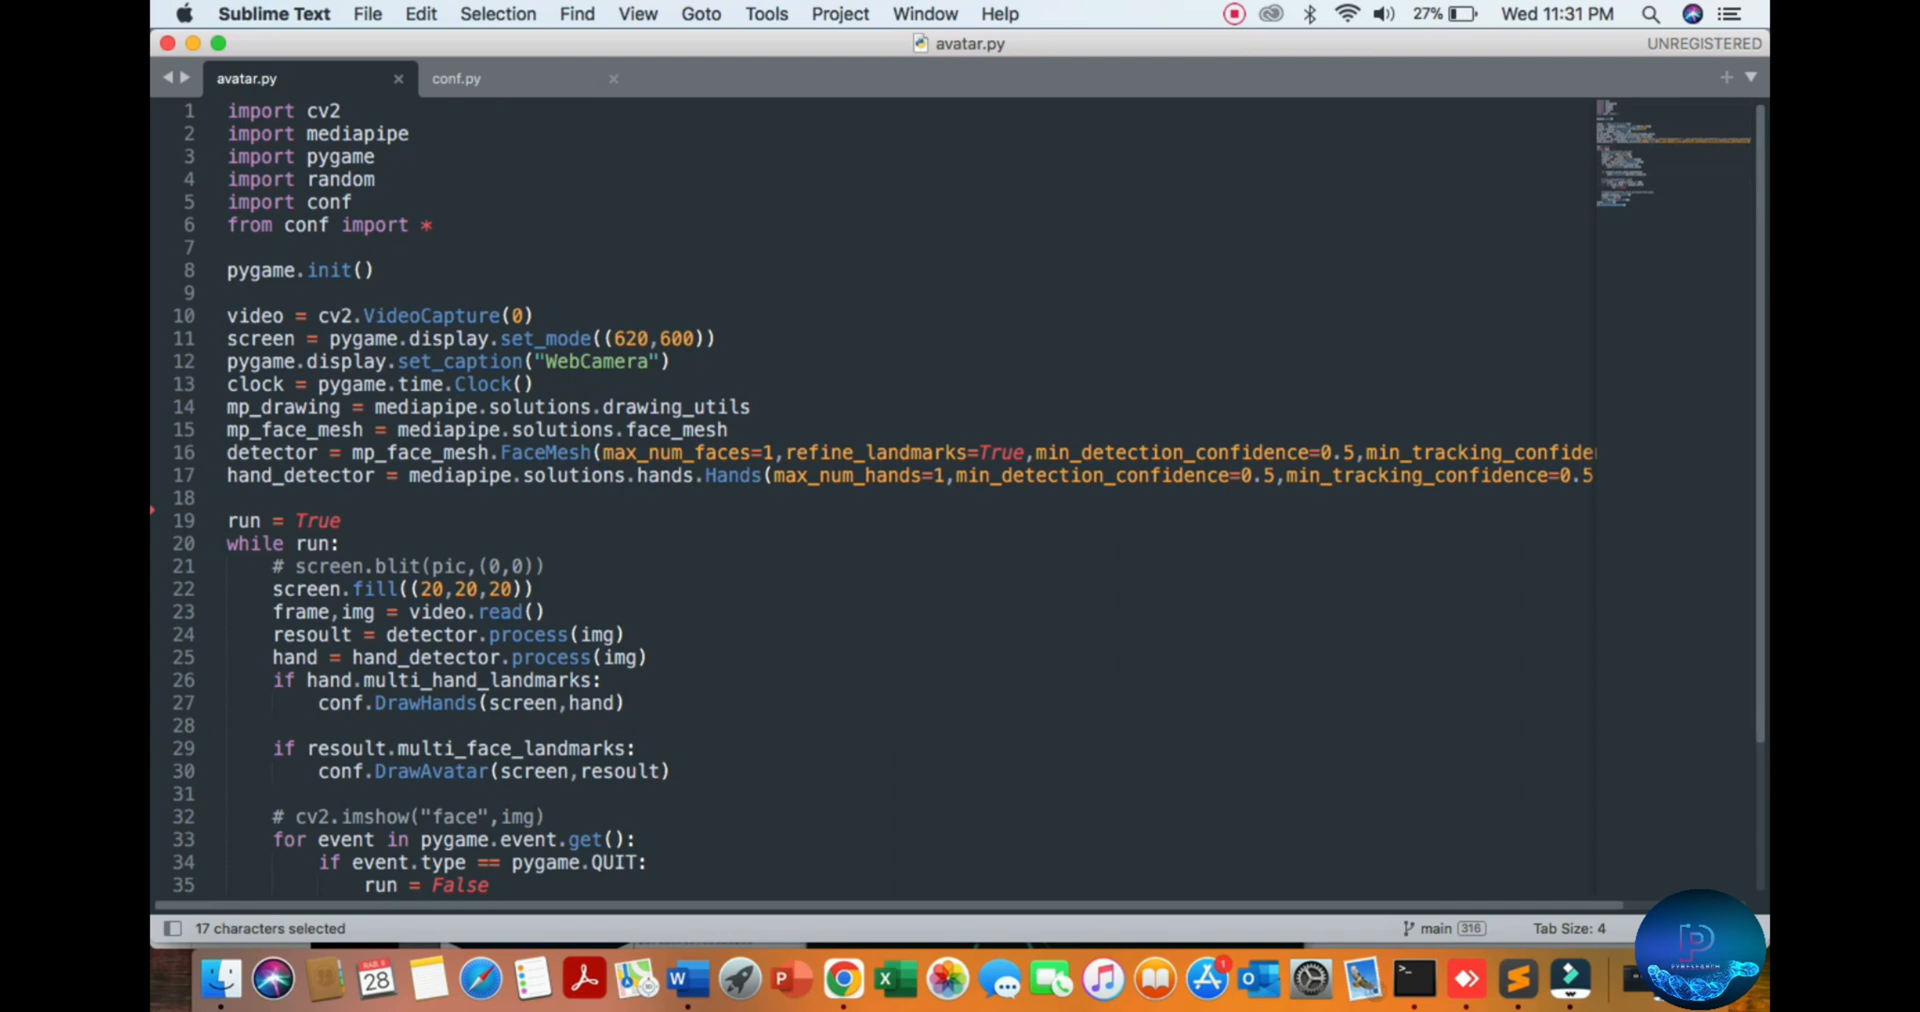 Sublime Text File Edit Selection Find View Goto Tools Project Window Help 27% Wed 11:31 PM
avatar.py UNREGISTERED
avatar.py conf.py
1 import cv2
2 import mediapipe
3 import pygame
4 import random
5 import conf
6 from conf import *
7
8 pygame.init()
9
10 video = cv2.VideoCapture(0)
11 screen = pygame.display.set_mode((620,600))
12 pygame.display.set_caption("WebCamera")
13 clock = pygame.time.Clock()
14 mp_drawing = mediapipe.solutions.drawing_utils
15 mp_face_mesh = mediapipe.solutions.face_mesh
16 detector = mp_face_mesh.FaceMesh(max_num_faces=1,refine_landmarks=True,min_detection_confidence=0.5,min_tracking_confide
17 hand_detector = mediapipe.solutions.hands.Hands(max_num_hands=1,min_detection_confidence=0.5,min_tracking_confidence=0.5
18
19 run = True
20 while run:
21 # screen.blit(pic,(0,0))
22 screen.fill((20,20,20))
23 frame,img = video.read()
24 resoult = detector.process(img)
25 hand = hand_detector.process(img)
26 if hand.multi_hand_landmarks:
27 conf.DrawHands(screen,hand)
28
29 if resoult.multi_face_landmarks:
30 conf.DrawAvatar(screen,resoult)
31
32 # cv2.imshow("face",img)
33 for event in pygame.event.get():
34 if event.type == pygame.QUIT:
35 run = False
17 characters selected main 316 Tab Size: 4
28
1
PYRESEARCH